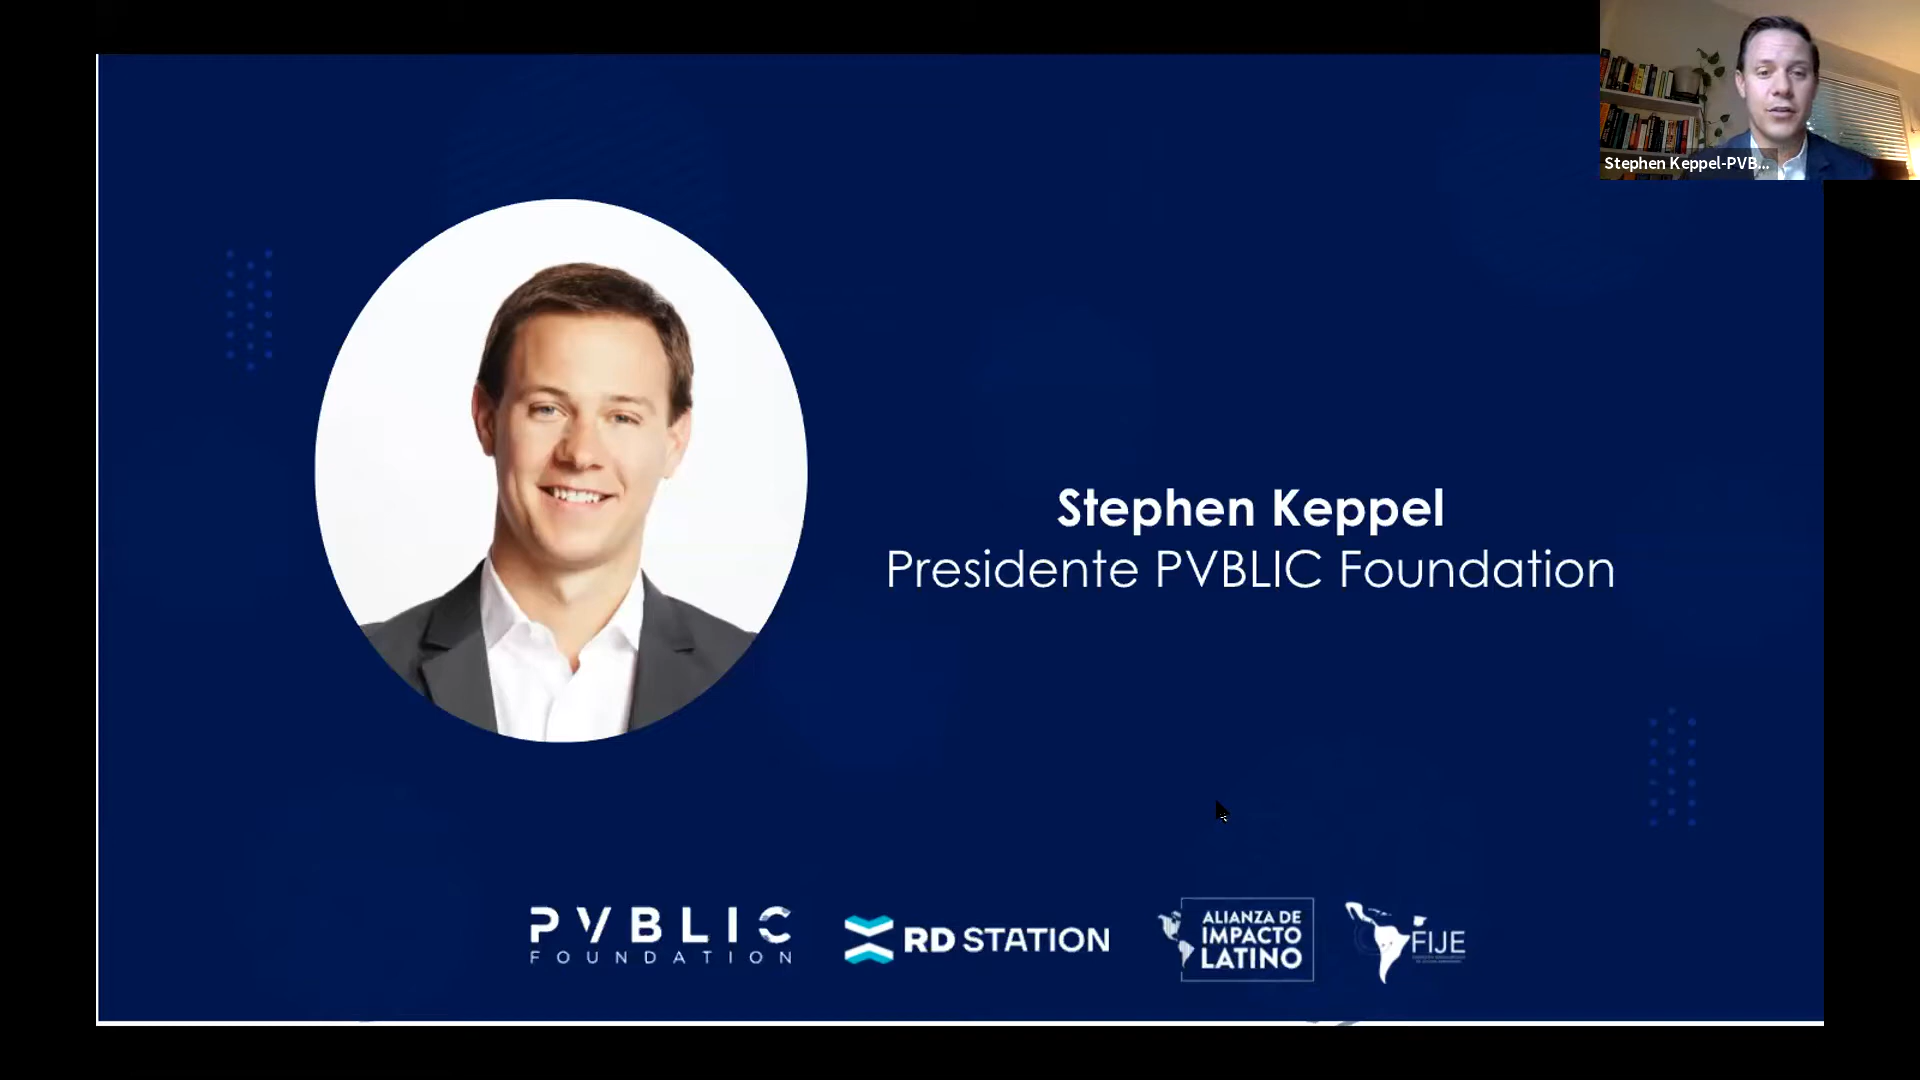 Stephen Keppel-PVB...
Stephen Keppel
Presidente PVBLIC Foundation
PVBLIC
FOUNDATION
RD STATION
ALIANZA DE
IMPACTO
LATINO
FIJE